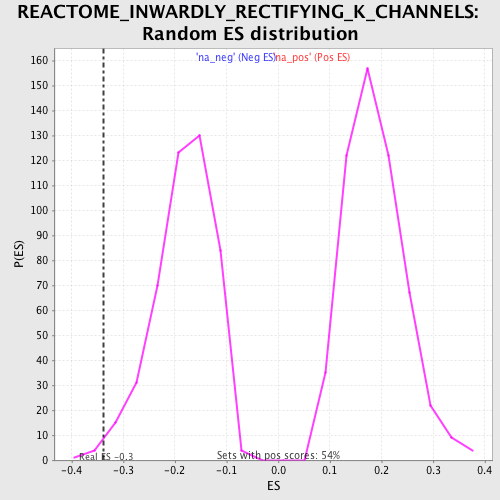 REACTOME_INWARDLY_RECTIFYING_K_CHANNELS:
Random ES distribution
'na_neg' (Neg ES)
'na_pos' (Pos ES)
P(ES)
160
150
140
130
120
110
100
90
80
70
60
50
40
30
20
10
0
Real ES -0.3
Sets with pos scores: 54%
-0.4 -0.3 -0.2 -0.1 0.0 0.1 0.2 0.3 0.4
ES